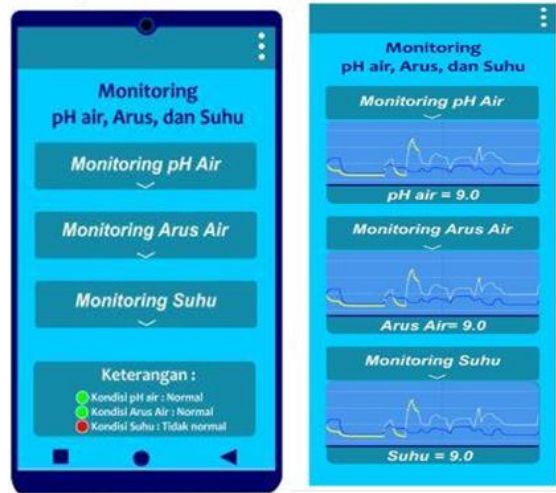 Monitoring
pH air, Arus, dan Suhu
Monitoring pH Air
Monitoring Arus Air
Monitoring Suhu
Keterangan :
Kondisi pH air : Normal
Kondisi Arus Air : Normal
Kondisi Suhu : Tidak normal
Monitoring
pH air, Arus, dan Suhu
Monitoring pH Air
pH air = 9.0
Monitoring Arus Air
Arus Air= 9.0
Monitoring Suhu
Suhu = 9.0